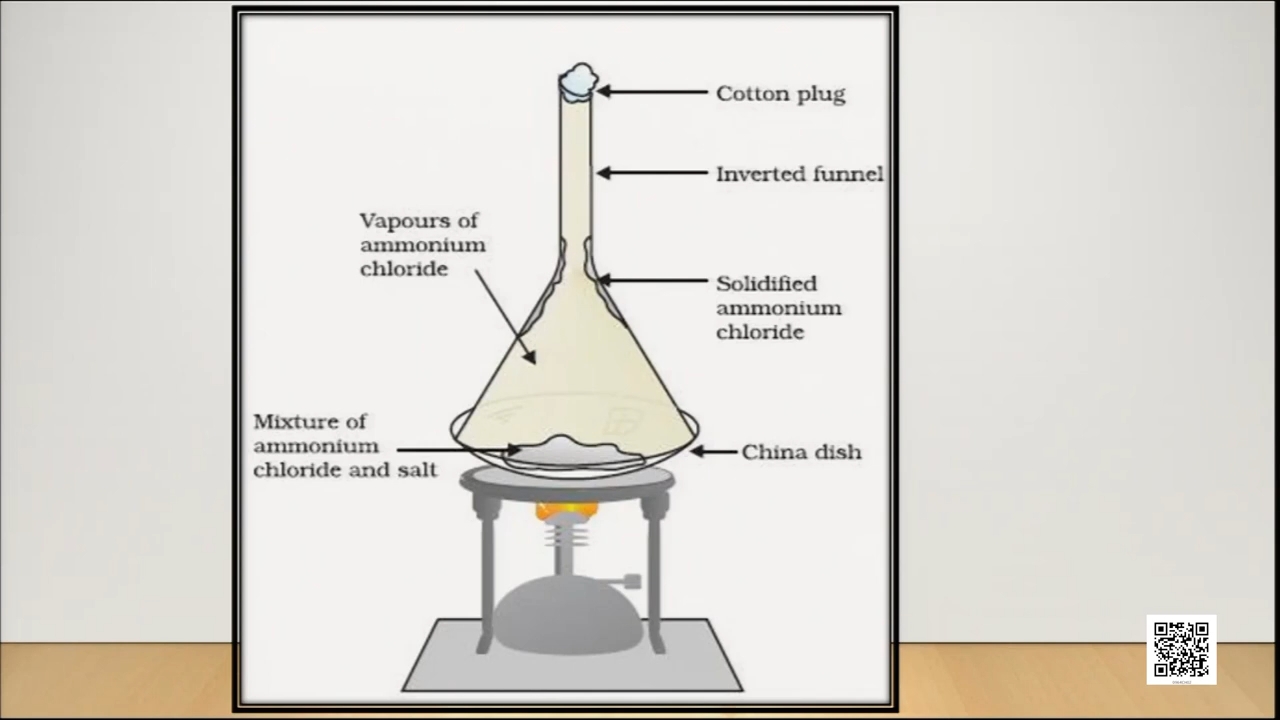 Cotton plug
Inverted funnel
Vapours of
ammonium
chloride
Solidified
ammonium
chloride
Mixture of
ammonium
chloride and salt
China dish